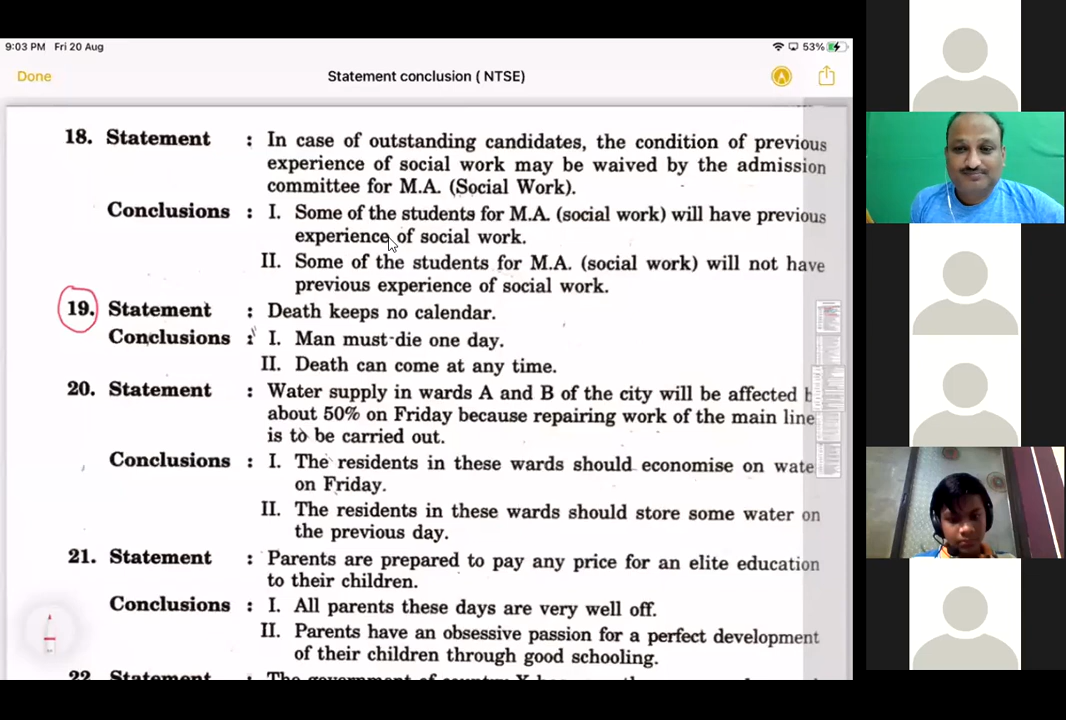 9:03 PM Fri 20 Aug
53%
Done
Statement conclusion ( NTSE)
18. Statement : In case of outstanding candidates, the condition of previous
experience of social work may be waived by the admission
committee for M.A. (Social Work).
Conclusions : I. Some of the students for M.A. (social work) will have previous
experience of social work.
II. Some of the students for M.A. (social work) will not have
previous experience of social work.
19. Statement : Death keeps no calendar.
Conclusions : I. Man must die one day.
II. Death can come at any time.
20. Statement : Water supply in wards A and B of the city will be affected
about 50% on Friday because repairing work of the main line
is to be carried out.
Conclusions : I. The residents in these wards should economise on wate
on Friday.
II. The residents in these wards should store some water on
the previous day.
21. Statement : Parents are prepared to pay any price for an elite education
to their children.
Conclusions : I. All parents these days are very well off.
II. Parents have an obsessive passion for a perfect development
of their children through good schooling.
22. Statement : The government of country X